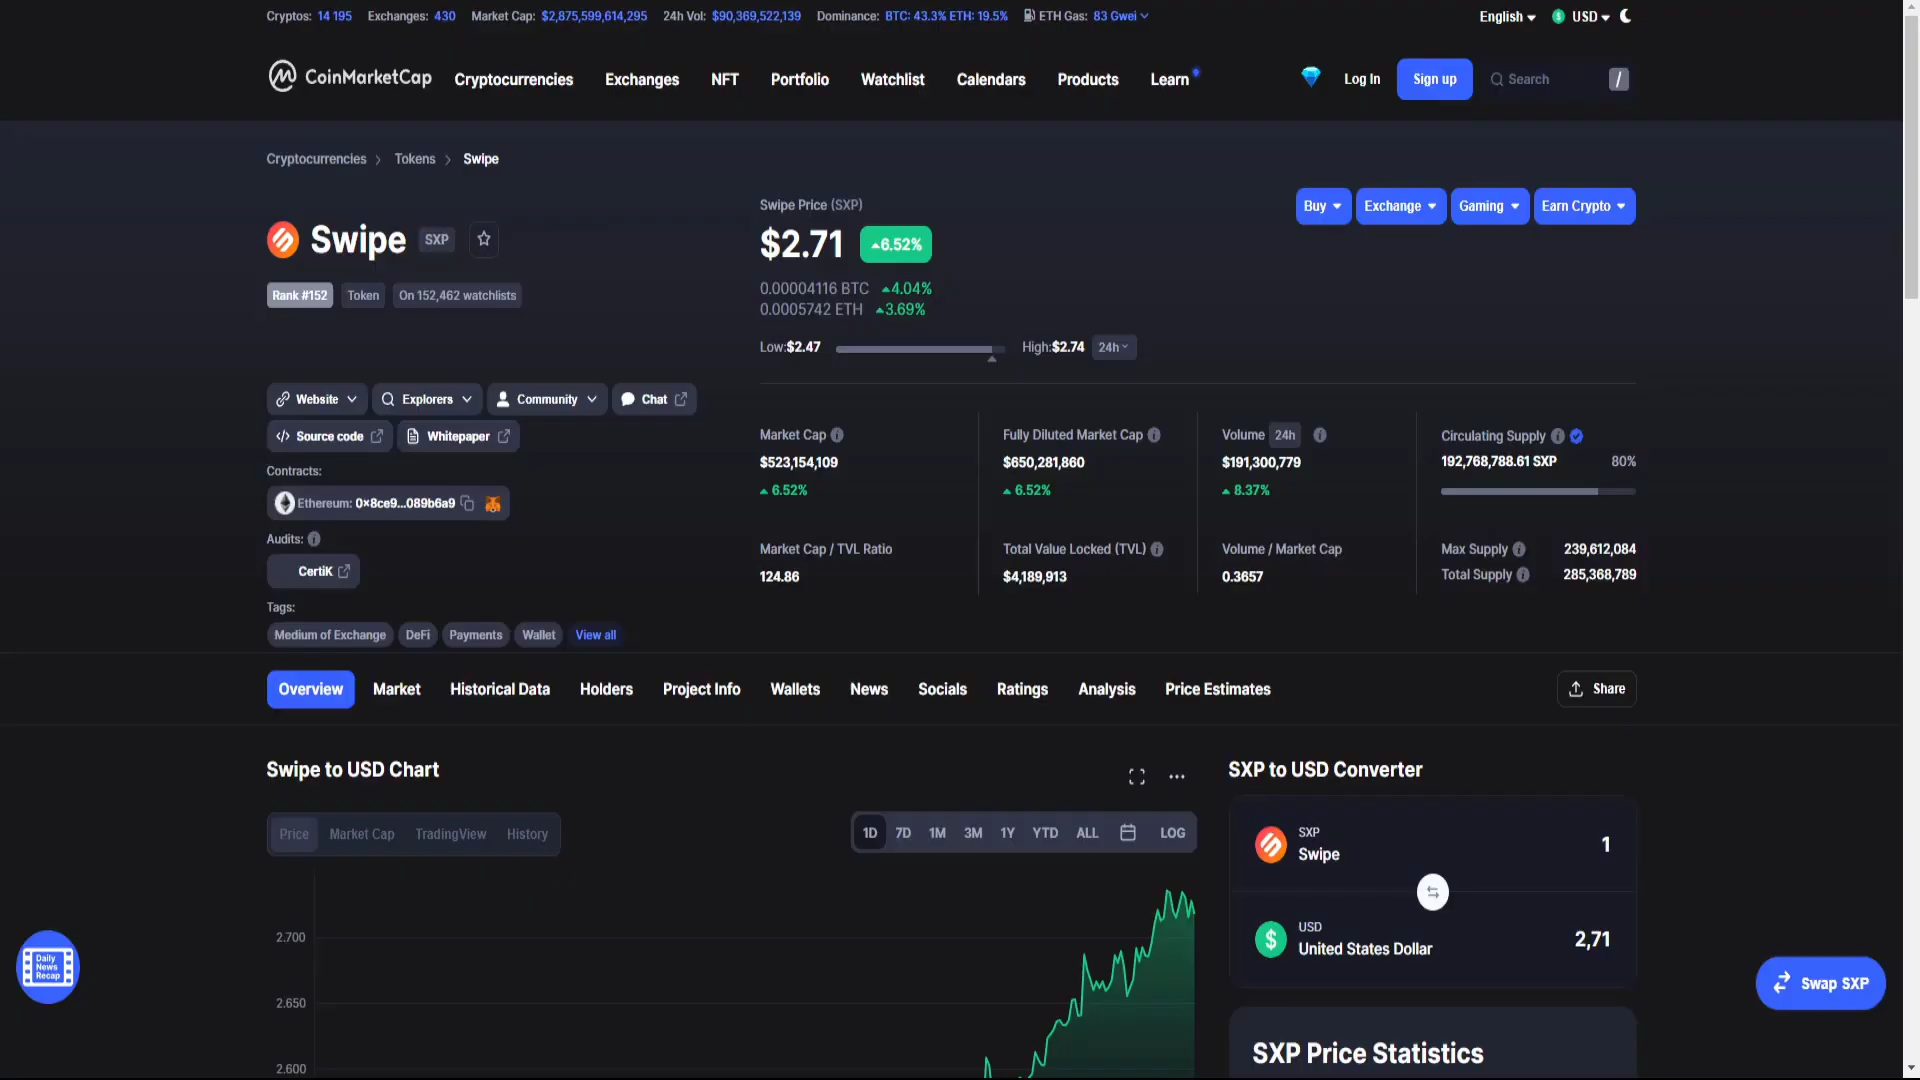 Cryptos: 14 195 Exchanges: 430 Market Cap: $2,875,599,614,295 24h Vol: $90,369,522,139 Dominance: BTC: 43.3% ETH: 19.5% ETH Gas: 83 Gwei
English USD
CoinMarketCap Cryptocurrencies Exchanges NFT Portfolio Watchlist Calendars Products Learn Log In Sign up Search /
Cryptocurrencies Tokens Swipe
Swipe SXP
Rank #152 Token On 152,462 watchlists
Swipe Price (SXP)
$2.71 6.52%
0.00004116 BTC 4.04%
0.0005742 ETH 3.69%
Low:$2.47 High:$2.74 24h
Buy Exchange Gaming Earn Crypto
Website Explorers Community Chat
Source code Whitepaper
Contracts:
Ethereum: 0x8ce9...089b6a9
Audits:
CertiK
Tags:
Medium of Exchange DeFi Payments Wallet View all
Market Cap
$523,154,109
6.52%
Fully Diluted Market Cap
$650,281,860
6.52%
Volume 24h
$191,300,779
8.37%
Circulating Supply
192,768,788.61 SXP 80%
Market Cap / TVL Ratio
124.86
Total Value Locked (TVL)
$4,189,913
Volume / Market Cap
0.3657
Max Supply 239,612,084
Total Supply 285,368,789
Overview Market Historical Data Holders Project Info Wallets News Socials Ratings Analysis Price Estimates Share
Swipe to USD Chart
Price Market Cap TradingView History
1D 7D 1M 3M 1Y YTD ALL LOG
2.700
2.650
2.600
SXP to USD Converter
SXP
Swipe 1
USD
United States Dollar 2,71
SXP Price Statistics
Daily
News
Recap
Swap SXP